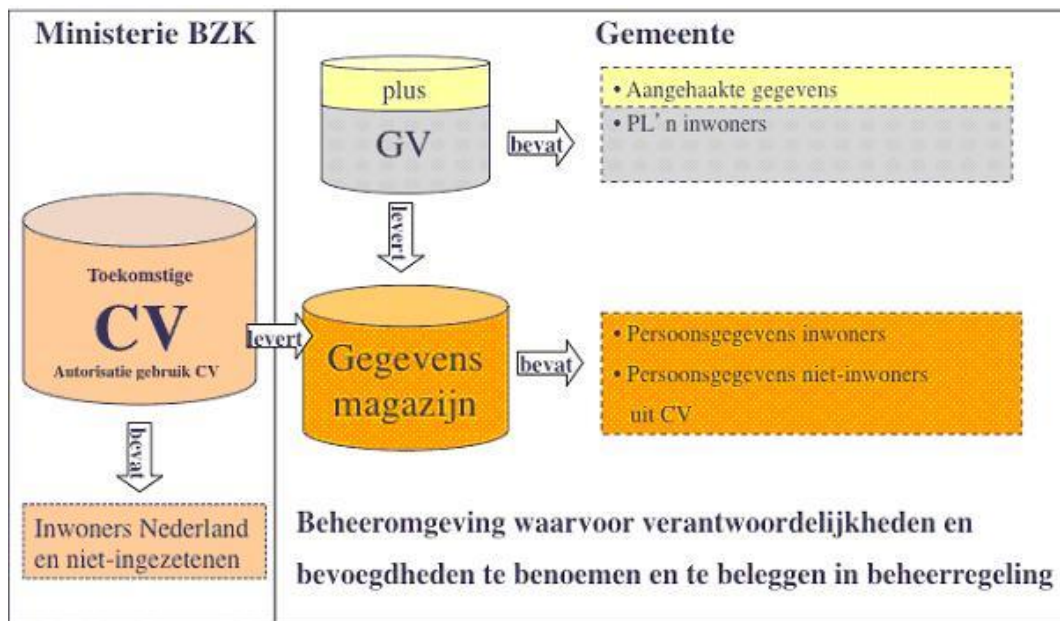 Ministerie BZK
Toekomstige
CV
Autorisatie gebruik CV
levert
bevat
Inwoners Nederland
en niet-ingezetenen
Gemeente
plus
GV
bevat
• Aangehaakte gegevens
• PL'n inwoners
levert
Gegevens
magazijn
bevat
• Persoonsgegevens inwoners
• Persoonsgegevens niet-inwoners
uit CV
Beheeromgeving waarvoor verantwoordelijkheden en
bevoegdheden te benoemen en te beleggen in beheerregeling